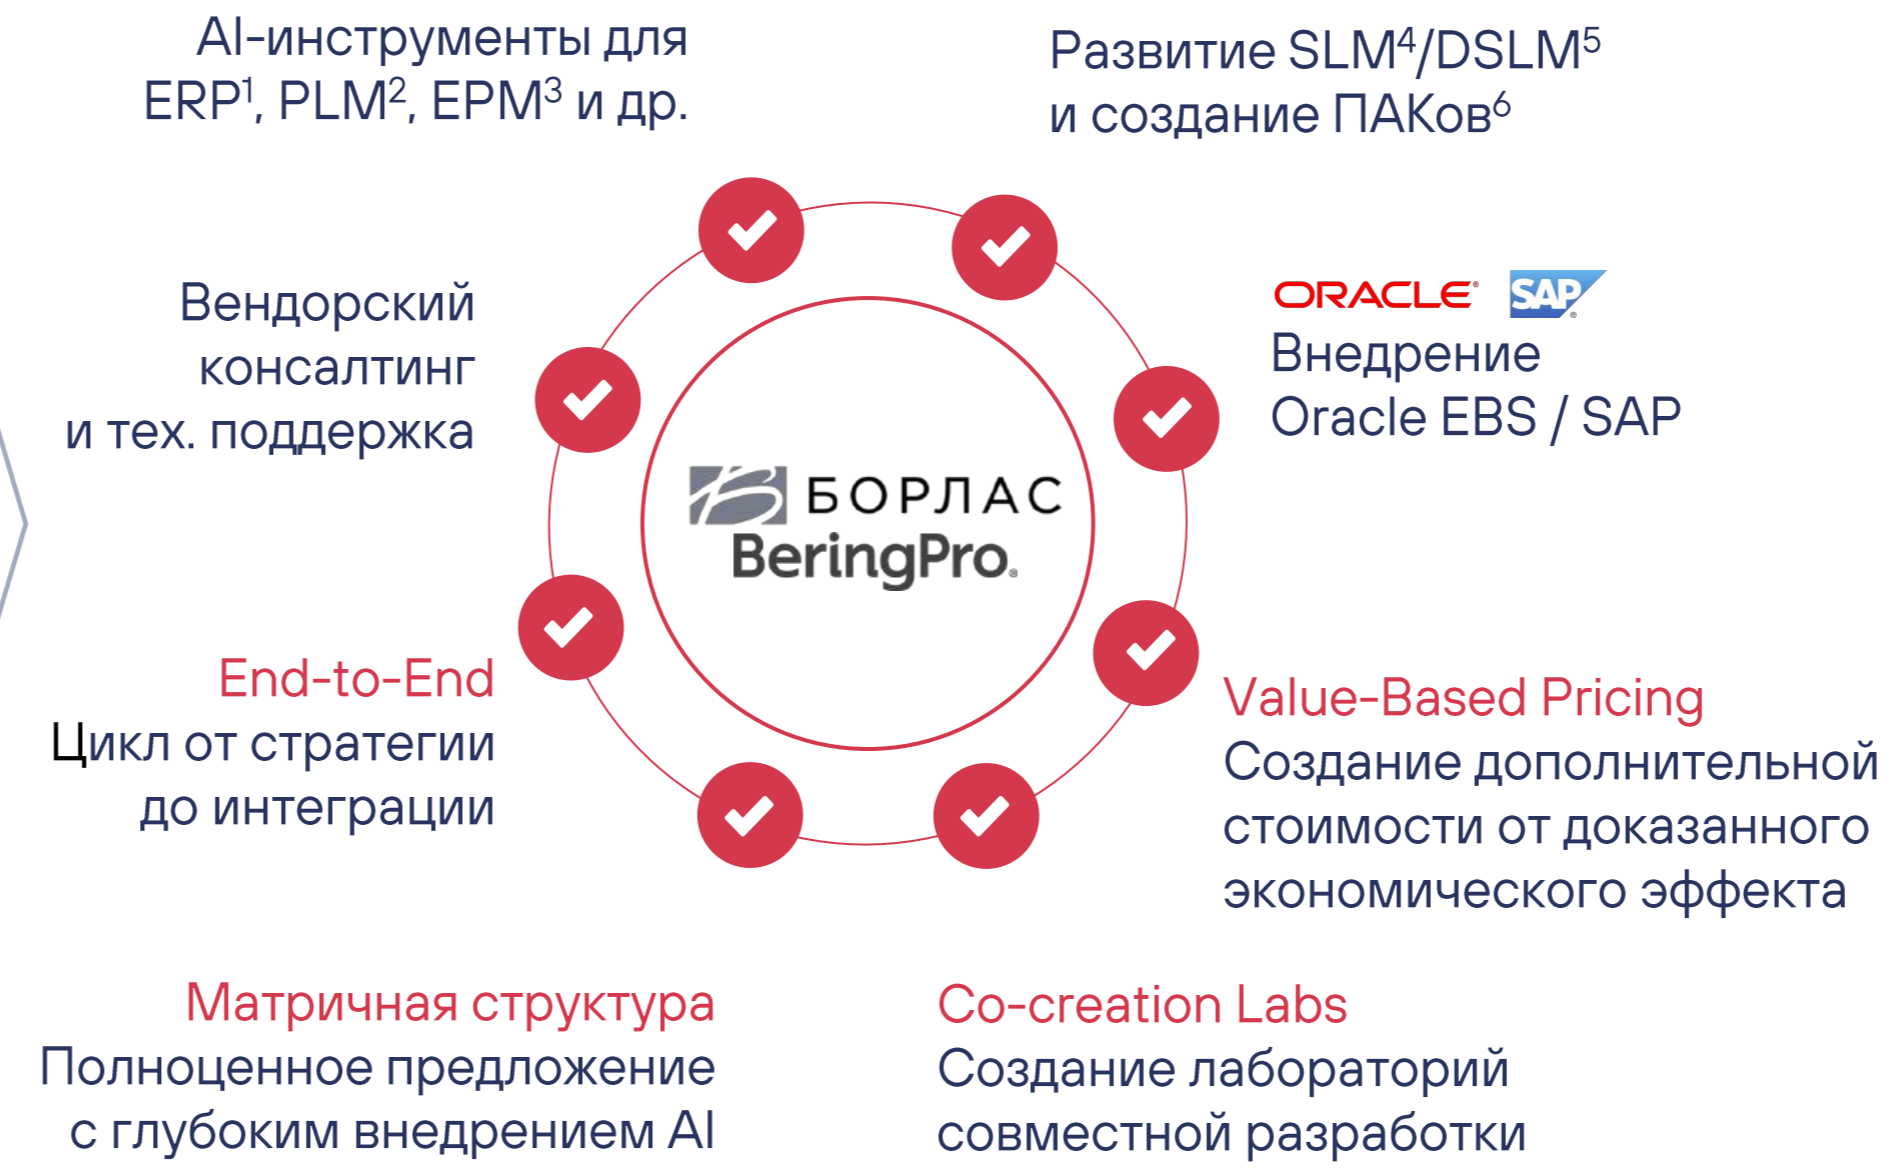 AI-инструменты для
ERP¹, PLM², EPM³ и др.
Развитие SLM⁴/DSLM⁵
и создание ПАКов⁶
Вендорский
консалтинг
и тех. поддержка
ORACLE® SAP®
Внедрение
Oracle EBS / SAP
БОРЛАС
BeringPro®
End-to-End
Цикл от стратегии
до интеграции
Value-Based Pricing
Создание дополнительной
стоимости от доказанного
экономического эффекта
Матричная структура
Полноценное предложение
с глубоким внедрением AI
Co-creation Labs
Создание лабораторий
совместной разработки